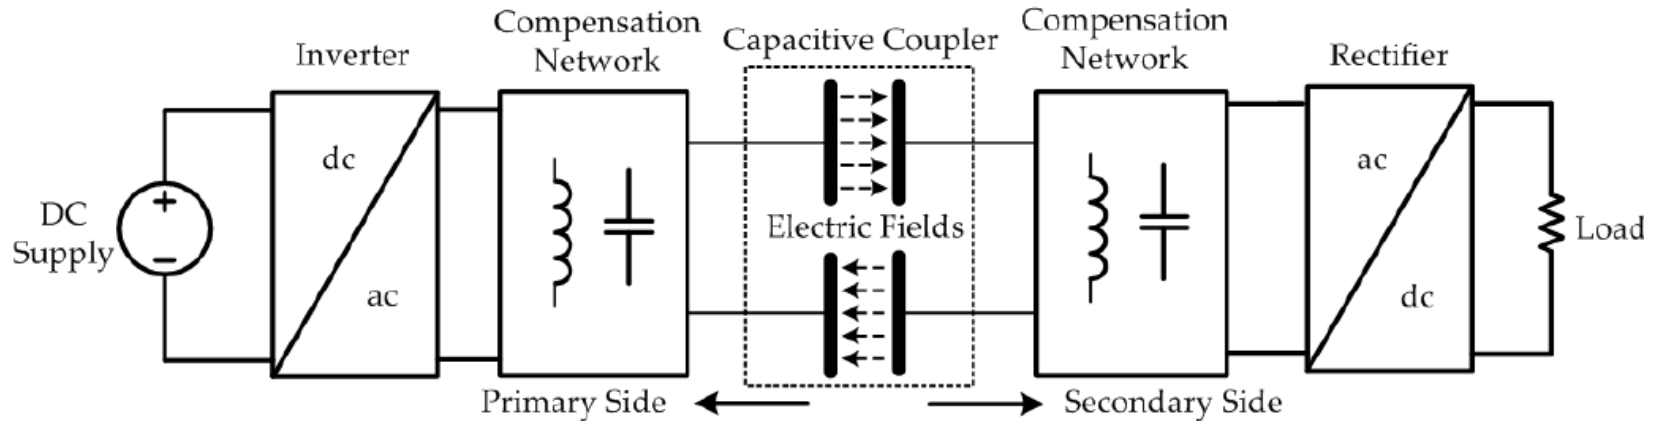 Compensation
Network
Capacitive Coupler
Compensation
Network
Inverter
Rectifier
dc
ac
ac
dc
DC
Supply
+
−
Electric Fields
Load
Primary Side
Secondary Side